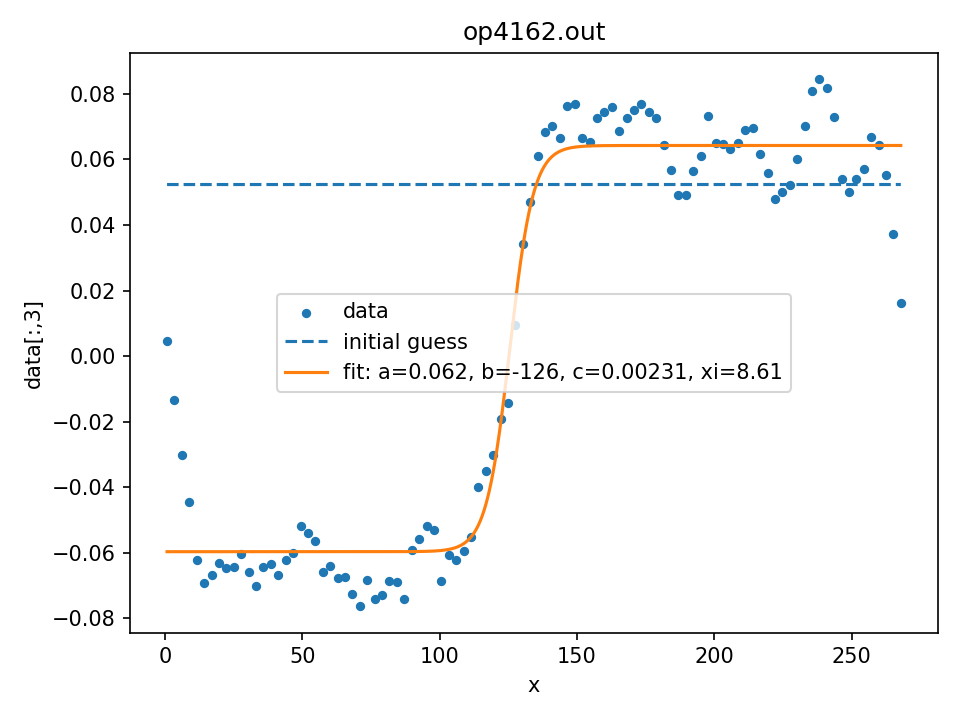 op4162.out
data[:,3]
0.08
0.06
0.04
0.02
0.00
−0.02
−0.04
−0.06
−0.08
data
initial guess
fit: a=0.062, b=-126, c=0.00231, xi=8.61
0 50 100 150 200 250
x